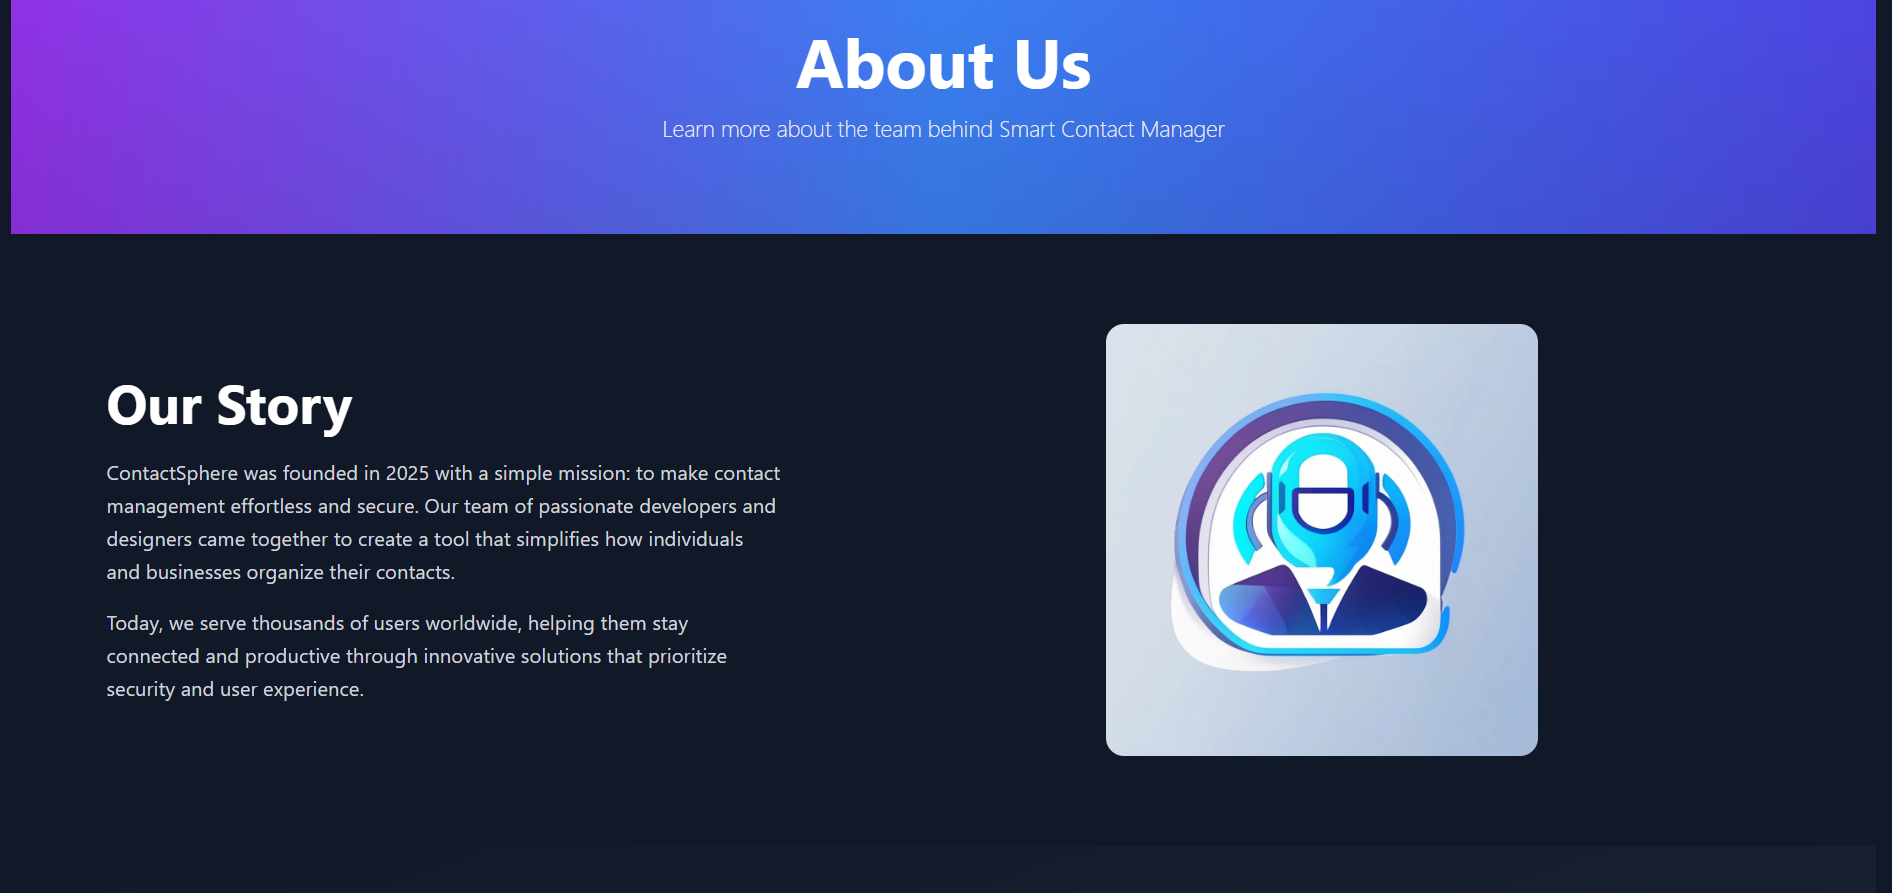 About Us
Learn more about the team behind Smart Contact Manager
Our Story
ContactSphere was founded in 2025 with a simple mission: to make contact
management effortless and secure. Our team of passionate developers and
designers came together to create a tool that simplifies how individuals
and businesses organize their contacts.
Today, we serve thousands of users worldwide, helping them stay
connected and productive through innovative solutions that prioritize
security and user experience.